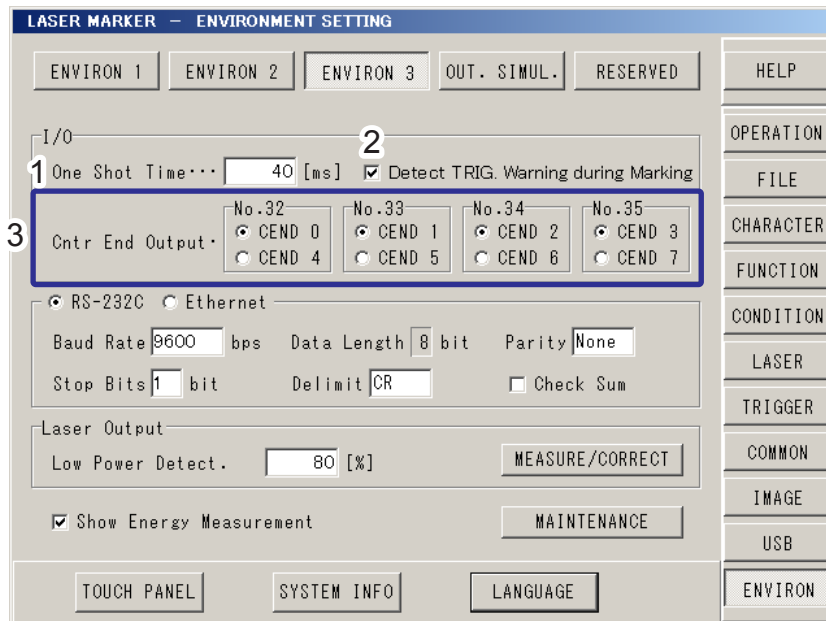 LASER MARKER — ENVIRONMENT SETTING
ENVIRON 1 ENVIRON 2 ENVIRON 3 OUT. SIMUL. RESERVED HELP
OPERATION
I/O 2
1 One Shot Time··· 40 [ms] Detect TRIG. Warning during Marking
FILE
No.32 No.33 No.34 No.35
3 Cntr End Output· CEND 0 CEND 1 CEND 2 CEND 3
CEND 4 CEND 5 CEND 6 CEND 7
CHARACTER
FUNCTION
RS-232C Ethernet
CONDITION
Baud Rate 9600 bps Data Length 8 bit Parity None
LASER
Stop Bits 1 bit Delimit CR Check Sum
TRIGGER
Laser Output
Low Power Detect. 80 [%] MEASURE/CORRECT
COMMON
IMAGE
Show Energy Measurement MAINTENANCE
USB
TOUCH PANEL SYSTEM INFO LANGUAGE ENVIRON